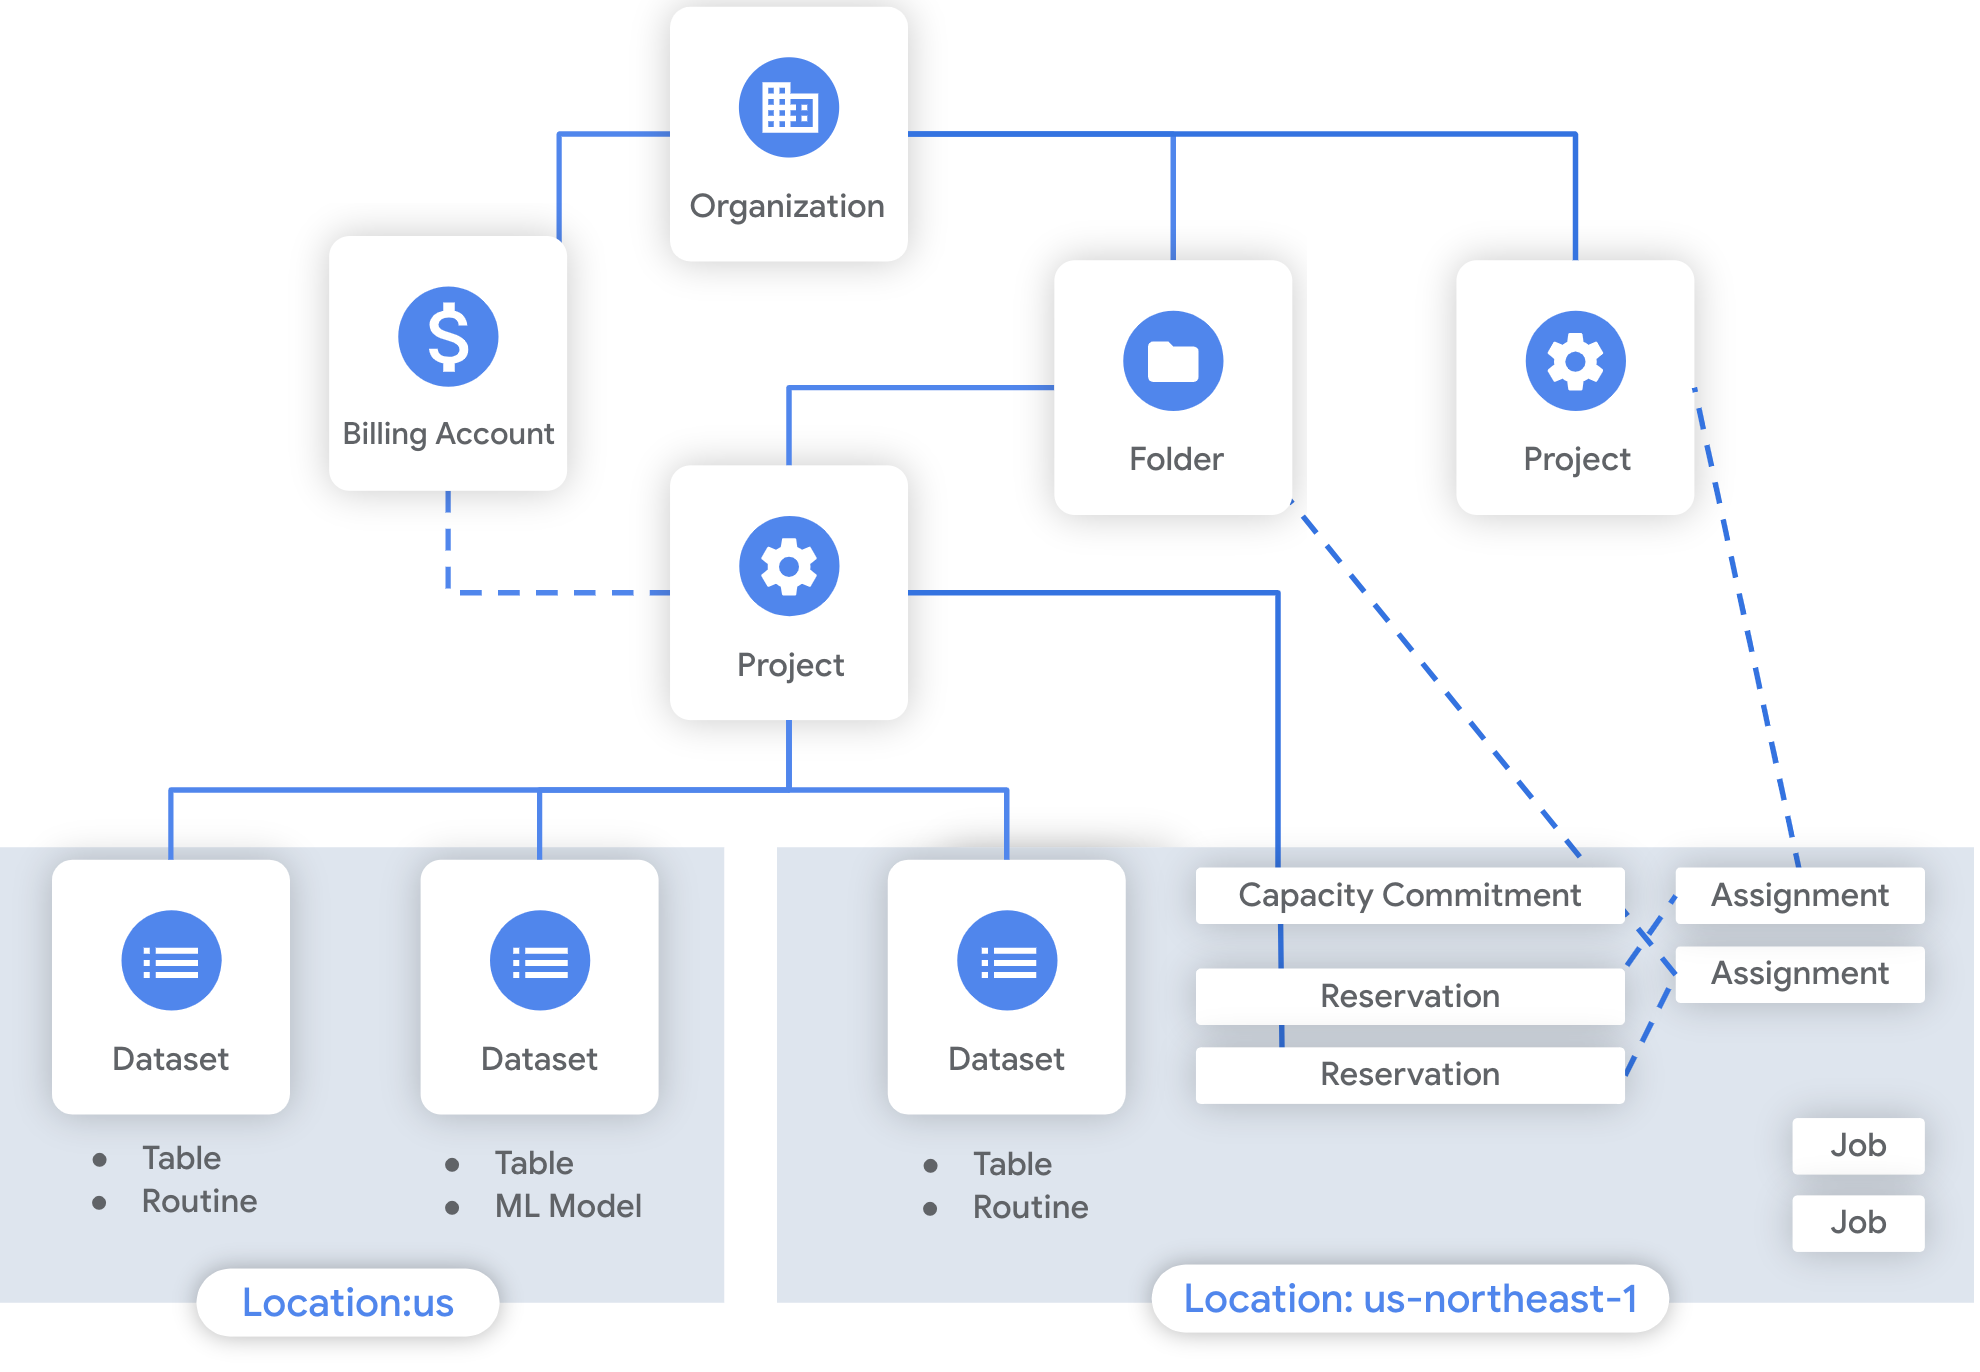 Organization
Billing Account
Folder
Project
Project
Dataset
Table
Routine
Dataset
Table
ML Model
Location:us
Dataset
Table
Routine
Capacity Commitment
Reservation
Reservation
Assignment
Assignment
Job
Job
Location: us-northeast-1